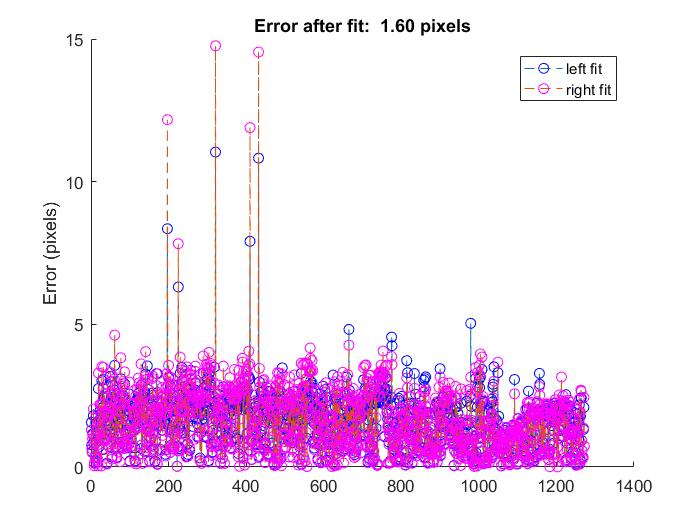 Error after fit:  1.60 pixels
left fit
right fit
Error (pixels)
15
10
5
0
0 200 400 600 800 1000 1200 1400